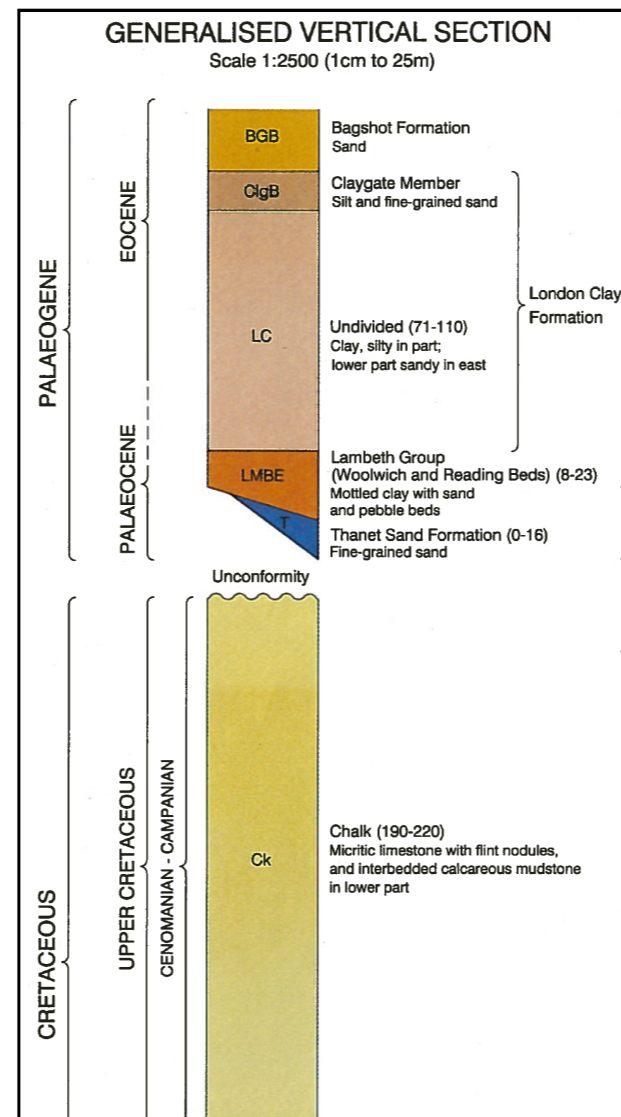 GENERALISED VERTICAL SECTION
Scale 1:2500 (1cm to 25m)
PALAEOGENE
EOCENE
PALAEOCENE
BGB
Bagshot Formation
Sand
ClgB
Claygate Member
Silt and fine-grained sand
LC
Undivided (71-110)
Clay, silty in part;
lower part sandy in east
London Clay
Formation
LMBE
Lambeth Group
(Woolwich and Reading Beds) (8-23)
Mottled clay with sand
and pebble beds
T
Thanet Sand Formation (0-16)
Fine-grained sand
Unconformity
CRETACEOUS
UPPER CRETACEOUS
CENOMANIAN - CAMPANIAN
Ck
Chalk (190-220)
Micritic limestone with flint nodules,
and interbedded calcareous mudstone
in lower part